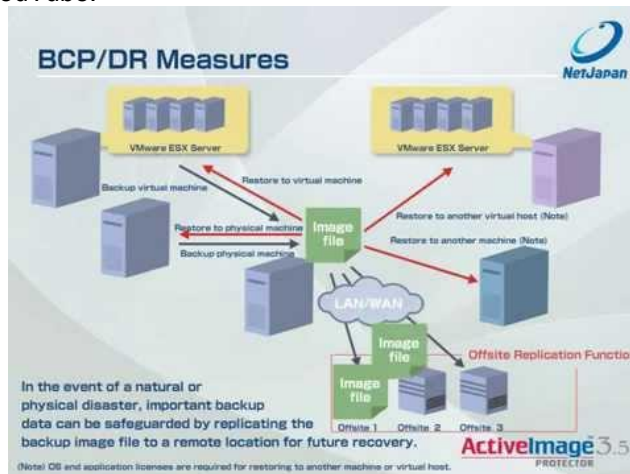 BCP/DR Measures
NetJapan
VMware ESX Server
VMware ESX Server
Backup virtual machine
Restore to virtual machine
Restore to physical machine
Backup physical machine
Image
file
Restore to another virtual host (Note)
Restore to another machine (Note)
LAN/WAN
Offsite Replication Functio
Image
file
Image
file
Offsite 1
Offsite 2
Offsite 3
In the event of a natural or
physical disaster, important backup
data can be safeguarded by replicating the
backup image file to a remote location for future recovery.
ActiveImage™ 3.5
PROTECTOR
(Note) OS and application licenses are required for restoring to another machine or virtual host.